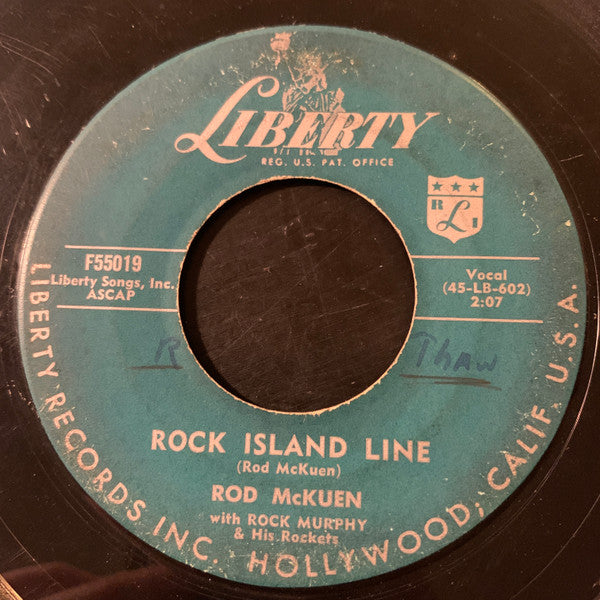 LIBERTY
REG. U.S. PAT. OFFICE
R L I
F55019
Liberty Songs, Inc.
ASCAP
Vocal
(45-LB-602)
2:07
R
Thaw
ROCK ISLAND LINE
(Rod McKuen)
ROD McKUEN
with ROCK MURPHY
& His Rockets
LIBERTY RECORDS INC. HOLLYWOOD, CALIF. U.S.A.